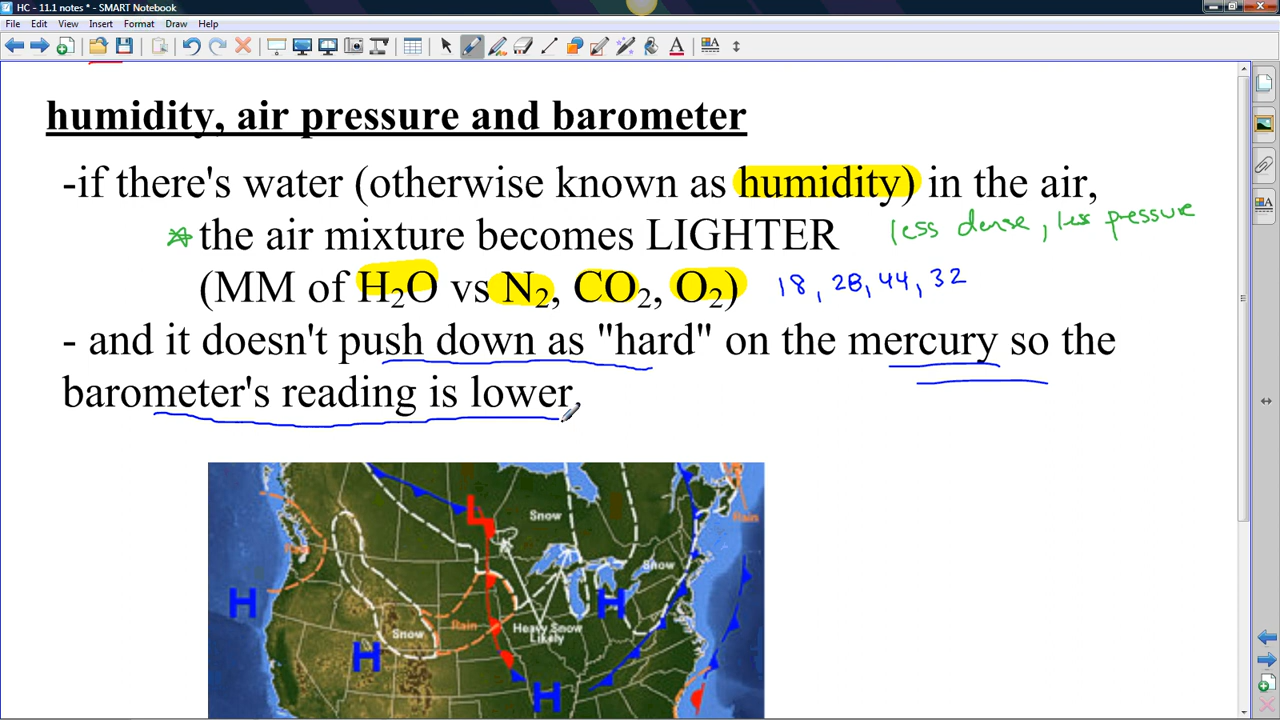 HC - 11.1 notes * - SMART Notebook
File Edit View Insert Format Draw Help
humidity, air pressure and barometer
-if there's water (otherwise known as humidity) in the air,
the air mixture becomes LIGHTER less dense, less pressure
(MM of H₂O vs N₂, CO₂, O₂) 18, 28, 44, 32
- and it doesn't push down as "hard" on the mercury so the
barometer's reading is lower.
L
Snow
Rain
Rain
Snow
H
H
Snow
Rain
Heavy Snow
Likely
H
H